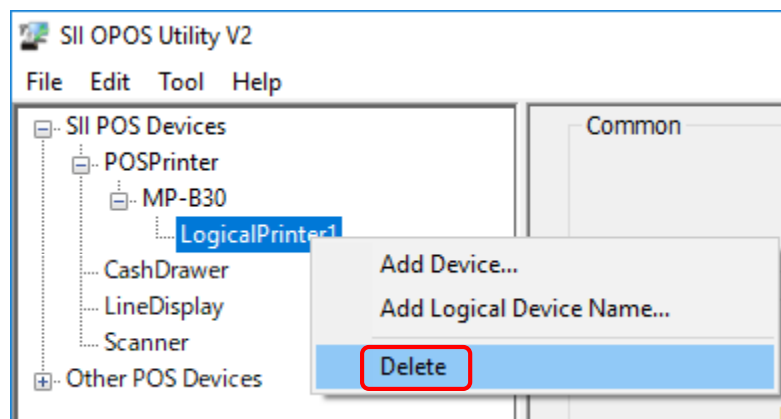 SII OPOS Utility V2
File Edit Tool Help
SII POS Devices
POSPrinter
MP-B30
LogicalPrinter1
CashDrawer
LineDisplay
Scanner
Other POS Devices
Common
Add Device...
Add Logical Device Name...
Delete